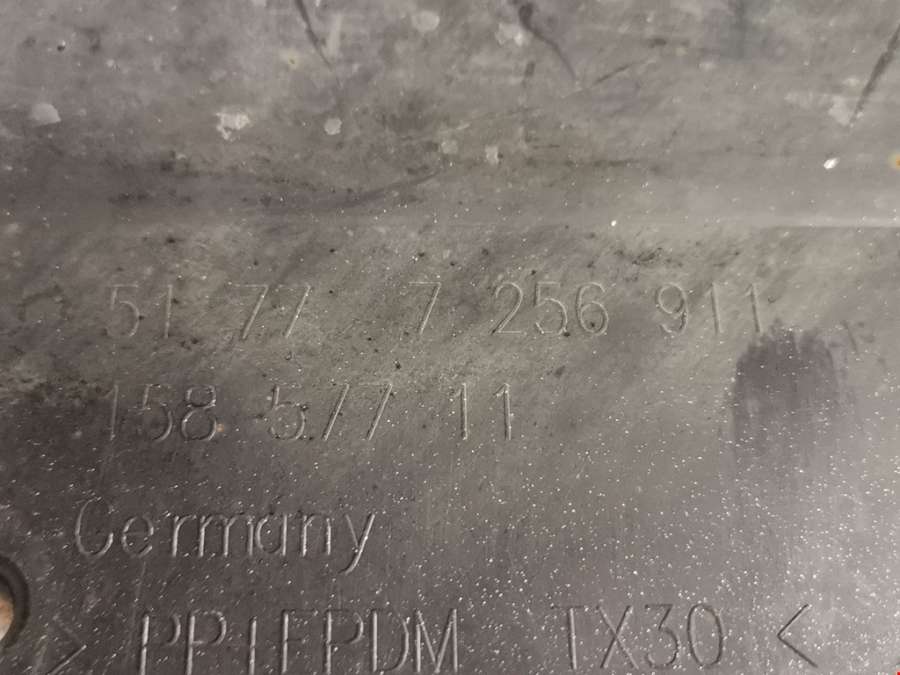 51 77 7 256 911
158 577 11
Germany
> PP+EPDM TX30 <